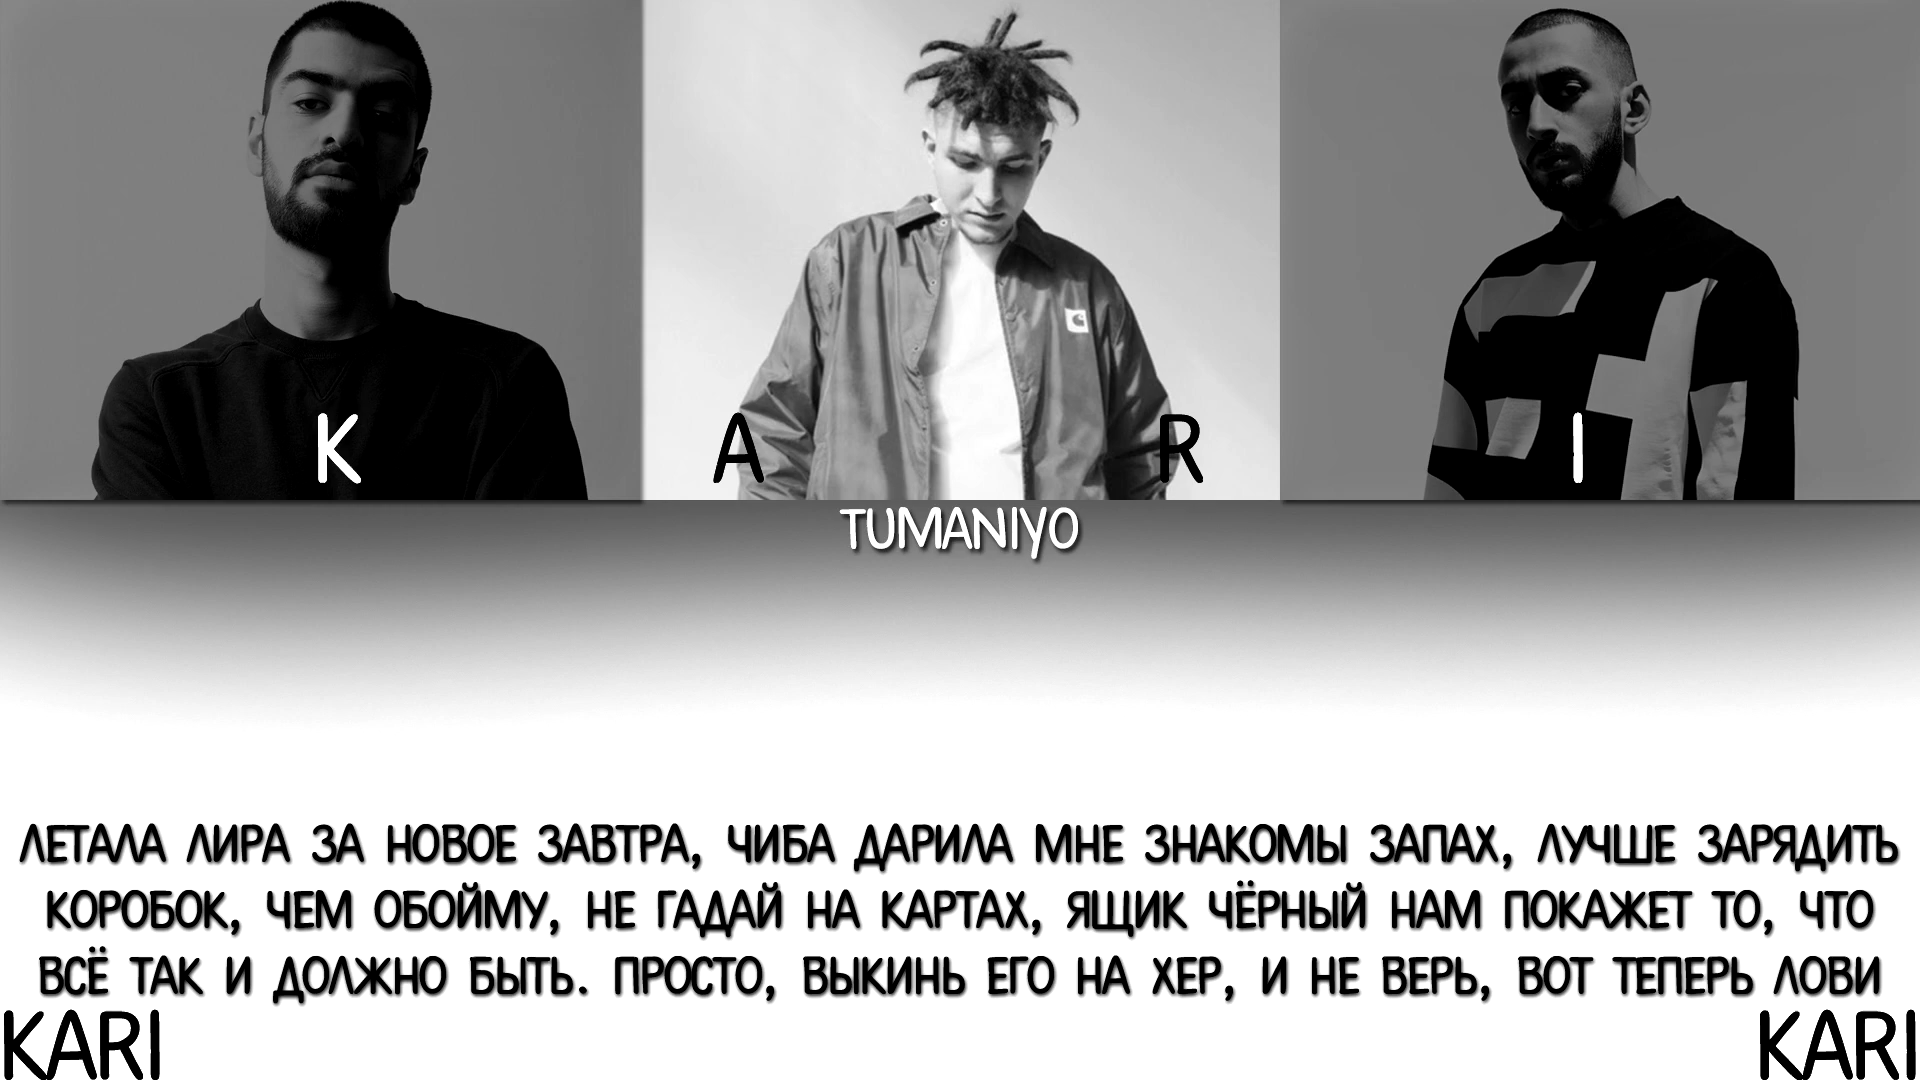 K A R I
TUMANIYO
ЛЕТАЛА ЛИРА ЗА НОВОЕ ЗАВТРА, ЧИБА ДАРИЛА МНЕ ЗНАКОМЫ ЗАПАХ, ЛУЧШЕ ЗАРЯДИТЬ
КОРОБОК, ЧЕМ ОБОЙМУ, НЕ ГАДАЙ НА КАРТАХ, ЯЩИК ЧЁРНЫЙ НАМ ПОКАЖЕТ ТО, ЧТО
ВСЁ ТАК И ДОЛЖНО БЫТЬ. ПРОСТО, ВЫКИНЬ ЕГО НА ХЕР, И НЕ ВЕРЬ, ВОТ ТЕПЕРЬ ЛОВИ
KARI KARI